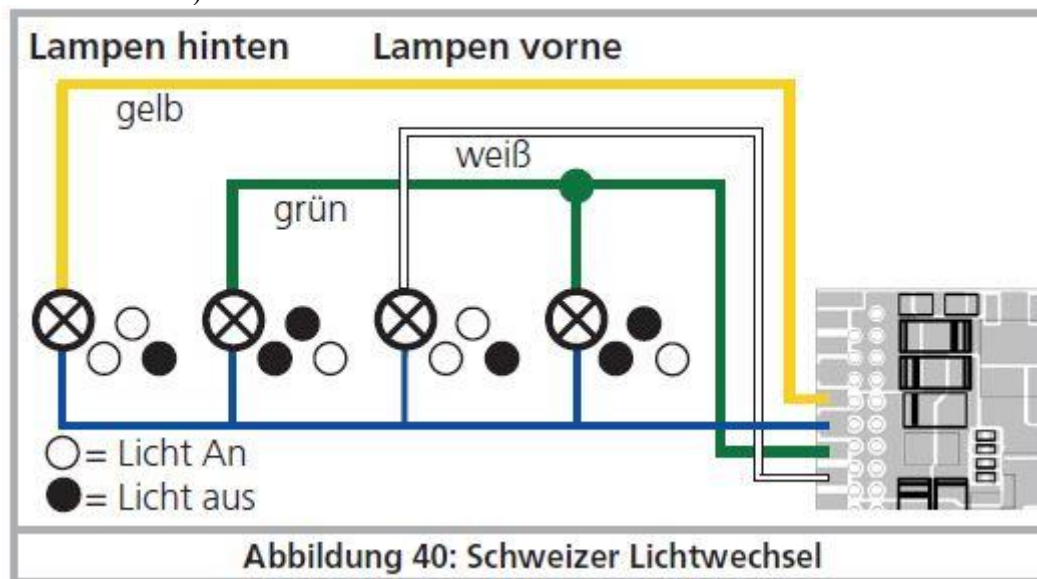 Lampen hinten Lampen vorne
gelb
weiß
grün
= Licht An
= Licht aus
Abbildung 40: Schweizer Lichtwechsel